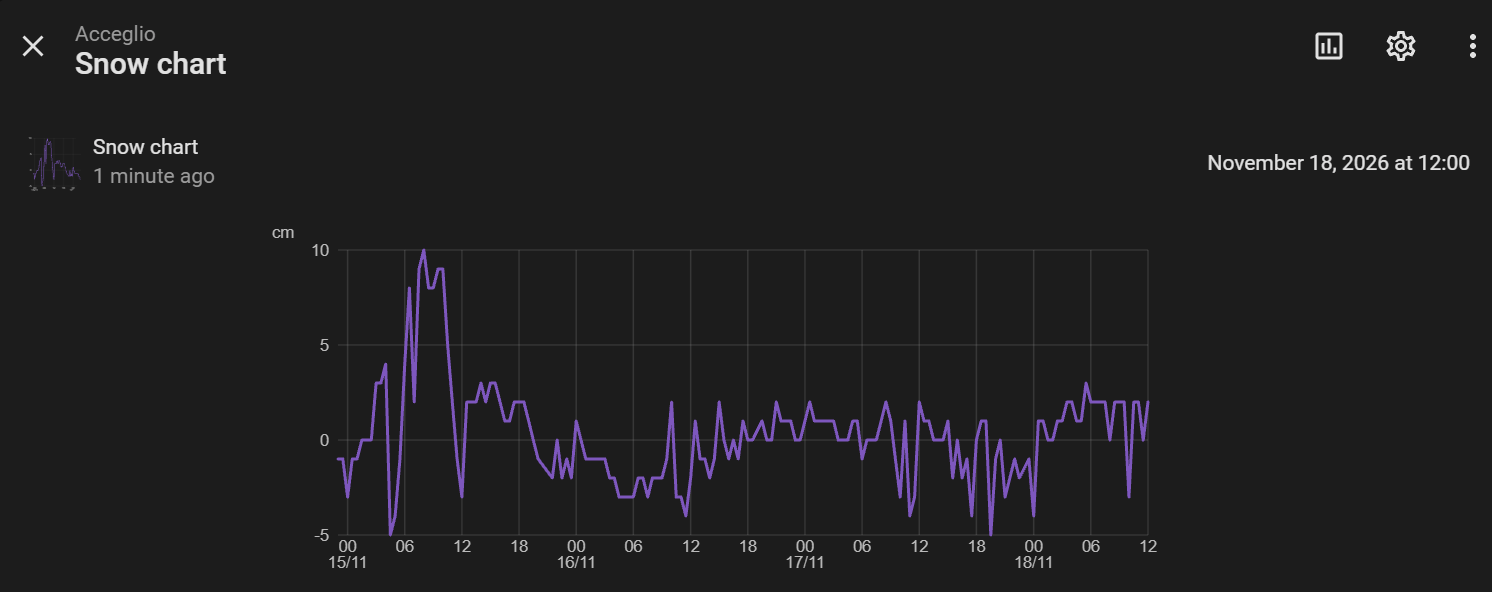 Acceglio
Snow chart
Snow chart
1 minute ago
November 18, 2026 at 12:00
cm
10
5
0
-5
00 06 12 18 00 06 12 18 00 06 12 18 00 06 12
15/11 16/11 17/11 18/11